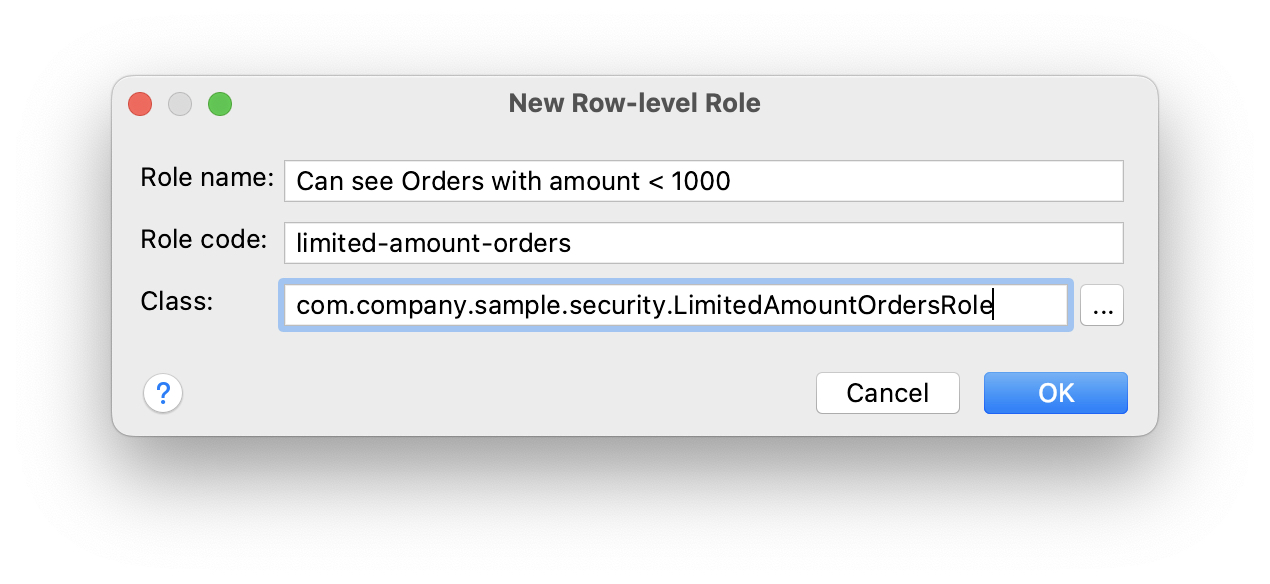 New Row-level Role
Role name: Can see Orders with amount < 1000
Role code: limited-amount-orders
Class: com.company.sample.security.LimitedAmountOrdersRole ...
? Cancel OK